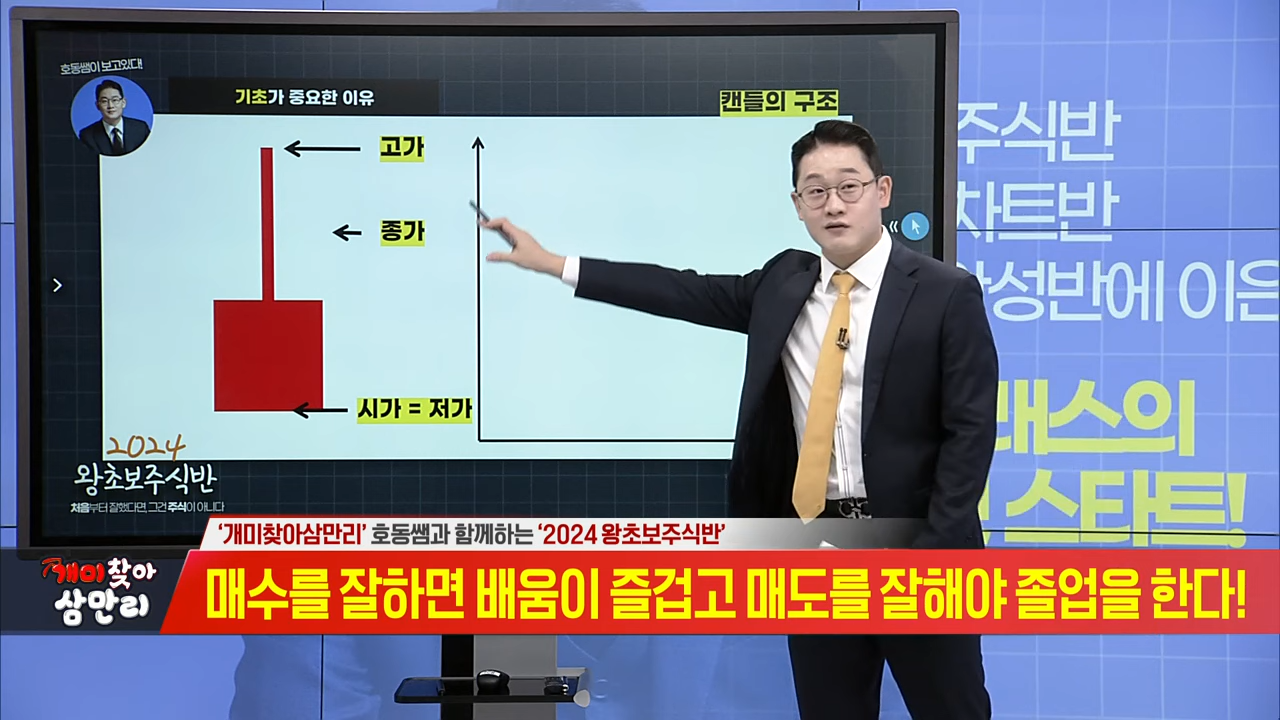 호동쌤이 보고있다!
기초가 중요한 이유
캔들의 구조
고가
종가
시가 = 저가
2024
왕초보주식반
처음부터 잘했다면, 그건 주식이 아니다
주식반
차트반
성반에 이은
스타트!
'개미찾아삼만리' 호동쌤과 함께하는 '2024 왕초보주식반'
개미찾아
삼만리
매수를 잘하면 배움이 즐겁고 매도를 잘해야 졸업을 한다!